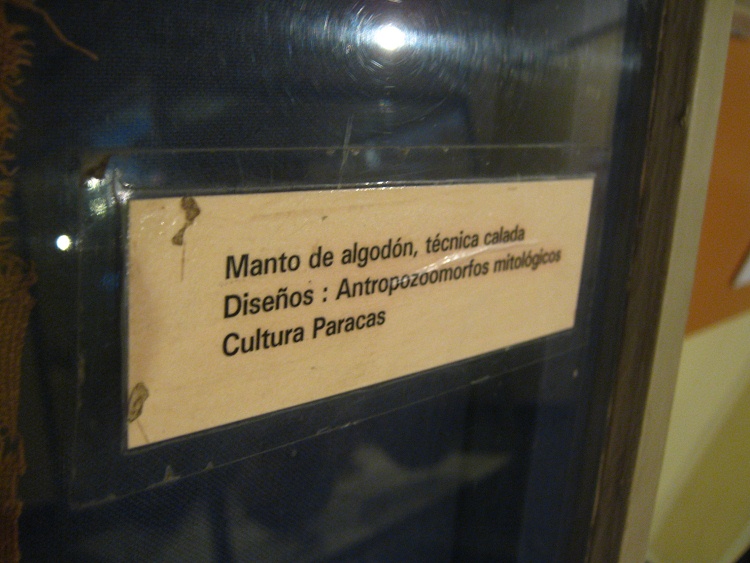 Manto de algodón, técnica calada
Diseños : Antropozoomorfos mitológicos
Cultura Paracas